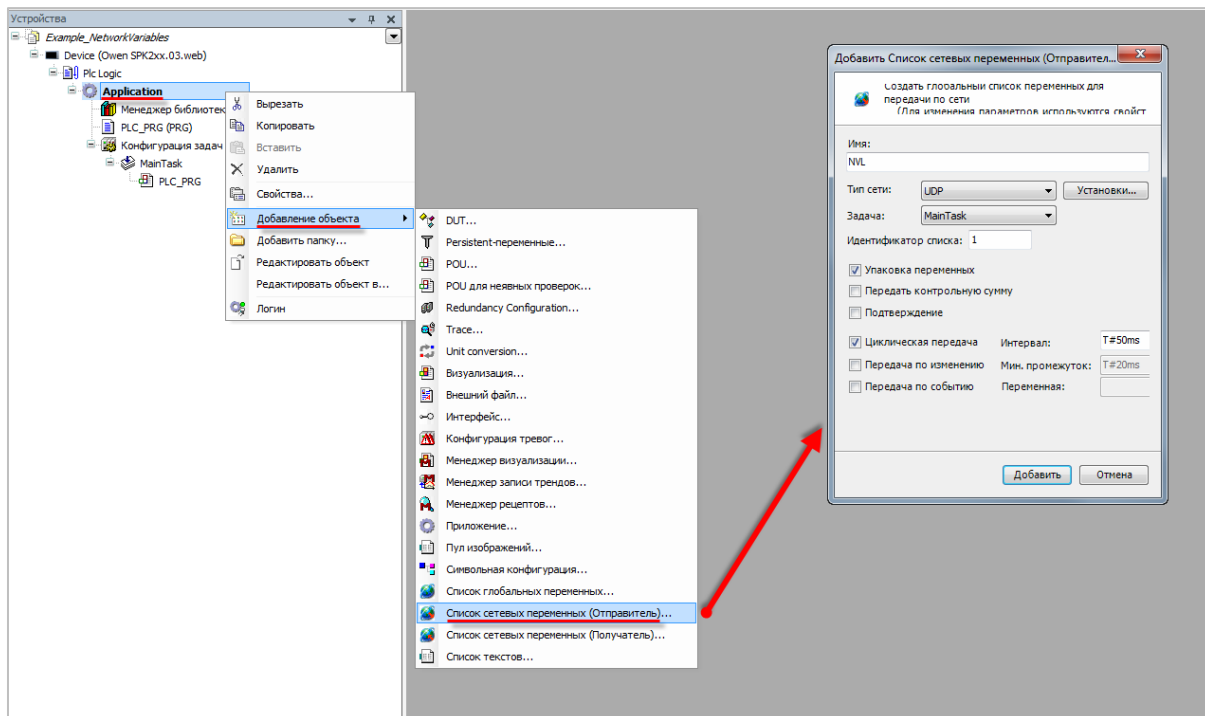 Устройства
Example_NetworkVariables
Device (Owen SPK2xx.03.web)
Plc Logic
Application
Менеджер библиотек
PLC_PRG (PRG)
Конфигурация задач
MainTask
PLC_PRG
Вырезать
Копировать
Вставить
Удалить
Свойства...
Добавление объекта
Добавить папку...
Редактировать объект
Редактировать объект в...
Логин
DUT...
Persistent-переменные...
POU...
POU для неявных проверок...
Redundancy Configuration...
Trace...
Unit conversion...
Визуализация...
Внешний файл...
Интерфейс...
Конфигурация тревог...
Менеджер визуализации...
Менеджер записи трендов...
Менеджер рецептов...
Приложение...
Пул изображений...
Символьная конфигурация...
Список глобальных переменных...
Список сетевых переменных (Отправитель)...
Список сетевых переменных (Получатель)...
Список текстов...
Добавить Список сетевых переменных (Отправител...
Создать глобальный список переменных для
передачи по сети
(Для изменения параметров используются свойст
Имя:
NVL
Тип сети: UDP Установки...
Задача: MainTask
Идентификатор списка: 1
Упаковка переменных
Передать контрольную сумму
Подтверждение
Циклическая передача Интервал: T#50ms
Передача по изменению Мин. промежуток: T#20ms
Передача по событию Переменная:
Добавить Отмена